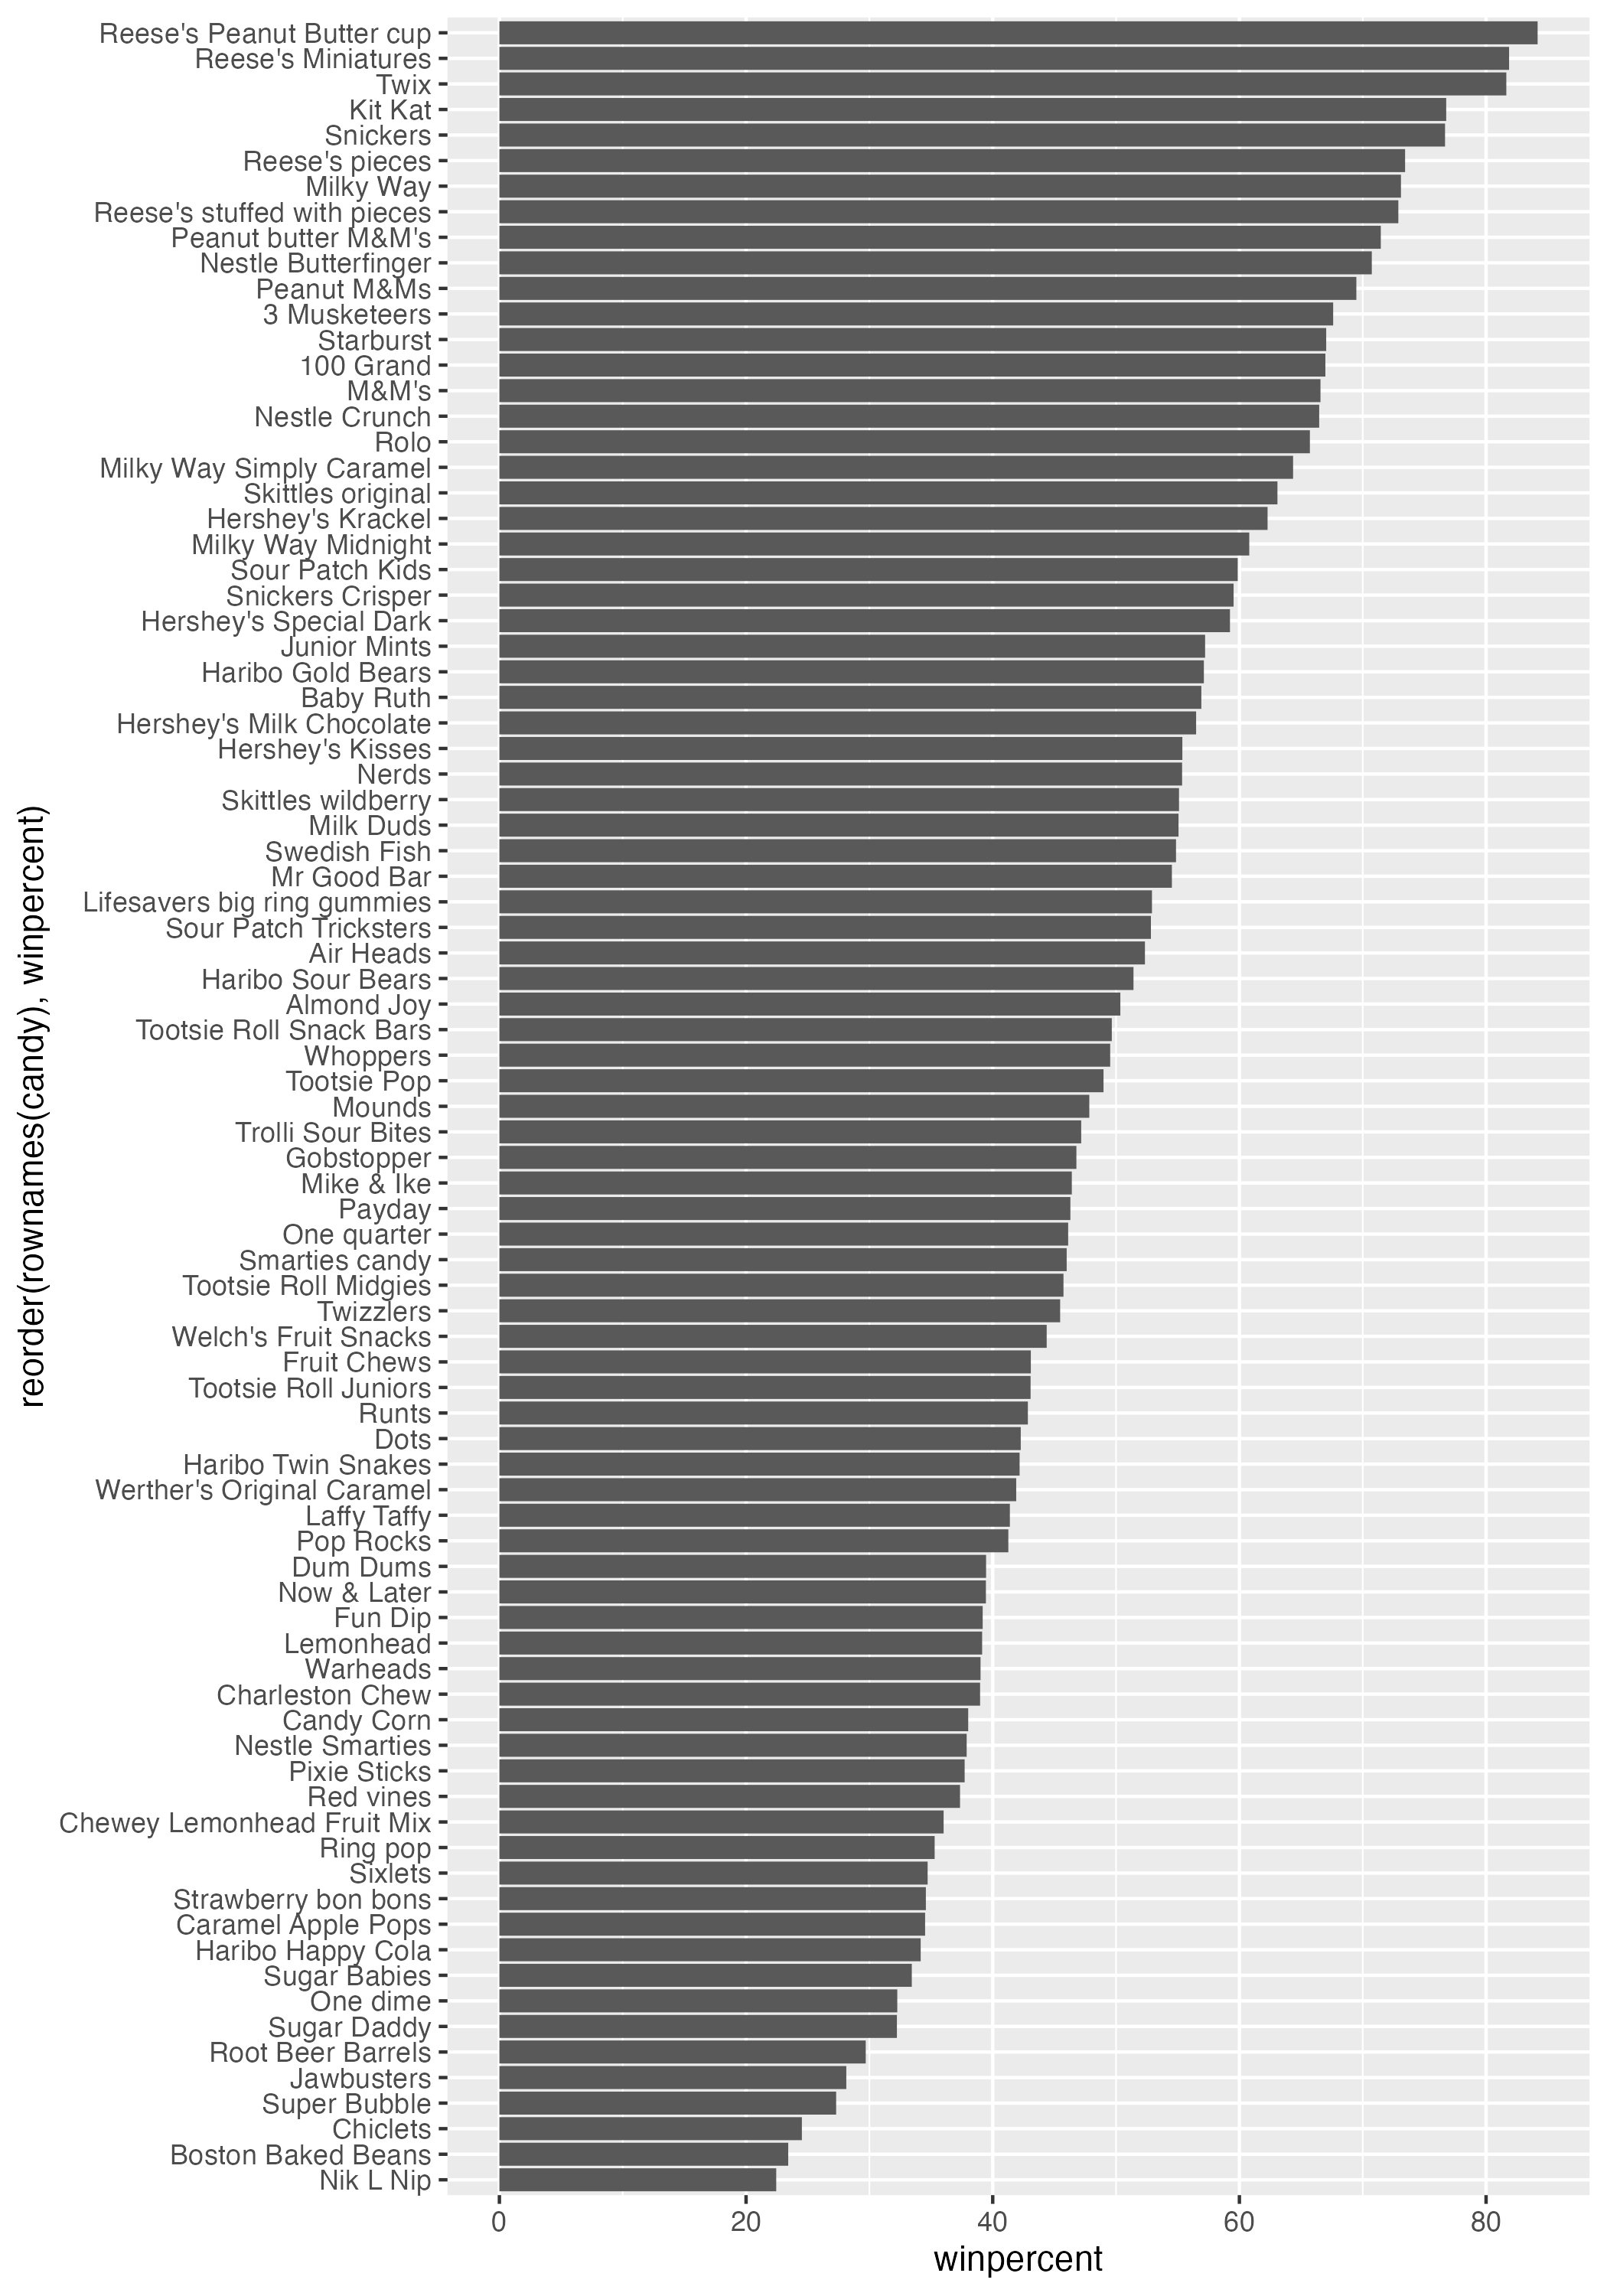 Reese's Peanut Butter cup
Reese's Miniatures
Twix
Kit Kat
Snickers
Reese's pieces
Milky Way
Reese's stuffed with pieces
Peanut butter M&M's
Nestle Butterfinger
Peanut M&Ms
3 Musketeers
Starburst
100 Grand
M&M's
Nestle Crunch
Rolo
Milky Way Simply Caramel
Skittles original
Hershey's Krackel
Milky Way Midnight
Sour Patch Kids
Snickers Crisper
Hershey's Special Dark
Junior Mints
Haribo Gold Bears
Baby Ruth
Hershey's Milk Chocolate
Hershey's Kisses
Nerds
Skittles wildberry
Milk Duds
Swedish Fish
Mr Good Bar
Lifesavers big ring gummies
Sour Patch Tricksters
Air Heads
Haribo Sour Bears
Almond Joy
Tootsie Roll Snack Bars
Whoppers
Tootsie Pop
Mounds
Trolli Sour Bites
Gobstopper
Mike & Ike
Payday
One quarter
Smarties candy
Tootsie Roll Midgies
Twizzlers
Welch's Fruit Snacks
Fruit Chews
Tootsie Roll Juniors
Runts
Dots
Haribo Twin Snakes
Werther's Original Caramel
Laffy Taffy
Pop Rocks
Dum Dums
Now & Later
Fun Dip
Lemonhead
Warheads
Charleston Chew
Candy Corn
Nestle Smarties
Pixie Sticks
Red vines
Chewey Lemonhead Fruit Mix
Ring pop
Sixlets
Strawberry bon bons
Caramel Apple Pops
Haribo Happy Cola
Sugar Babies
One dime
Sugar Daddy
Root Beer Barrels
Jawbusters
Super Bubble
Chiclets
Boston Baked Beans
Nik L Nip
reorder(rownames(candy), winpercent)
0 20 40 60 80
winpercent